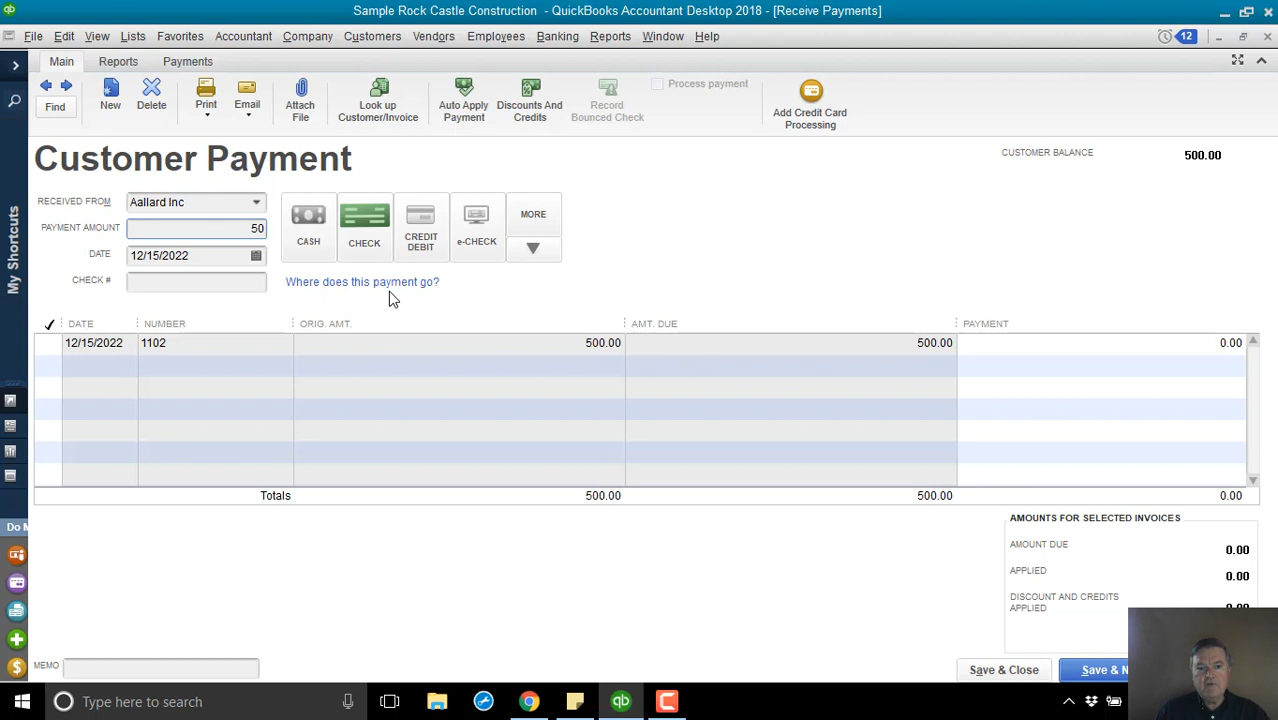 Sample Rock Castle Construction - QuickBooks Accountant Desktop 2018 - [Receive Payments]
File Edit View Lists Favorites Accountant Company Customers Vendors Employees Banking Reports Window Help 12
Main Reports Payments
Find
New
Delete
Print
Email
Attach
File
Look up
Customer/Invoice
Auto Apply
Payment
Discounts And
Credits
Record
Bounced Check
Process payment
Add Credit Card
Processing
Customer Payment
CUSTOMER BALANCE 500.00
RECEIVED FROM Aallard Inc
PAYMENT AMOUNT 50
DATE 12/15/2022
CHECK #
CASH
CHECK
CREDIT
DEBIT
e-CHECK
MORE
Where does this payment go?
DATE NUMBER ORIG. AMT. AMT. DUE PAYMENT
12/15/2022 1102 500.00 500.00 0.00
Totals 500.00 500.00 0.00
AMOUNTS FOR SELECTED INVOICES
AMOUNT DUE 0.00
APPLIED 0.00
DISCOUNT AND CREDITS
APPLIED
MEMO
Save & Close
Save & N
My Shortcuts
Do M
Type here to search
qb